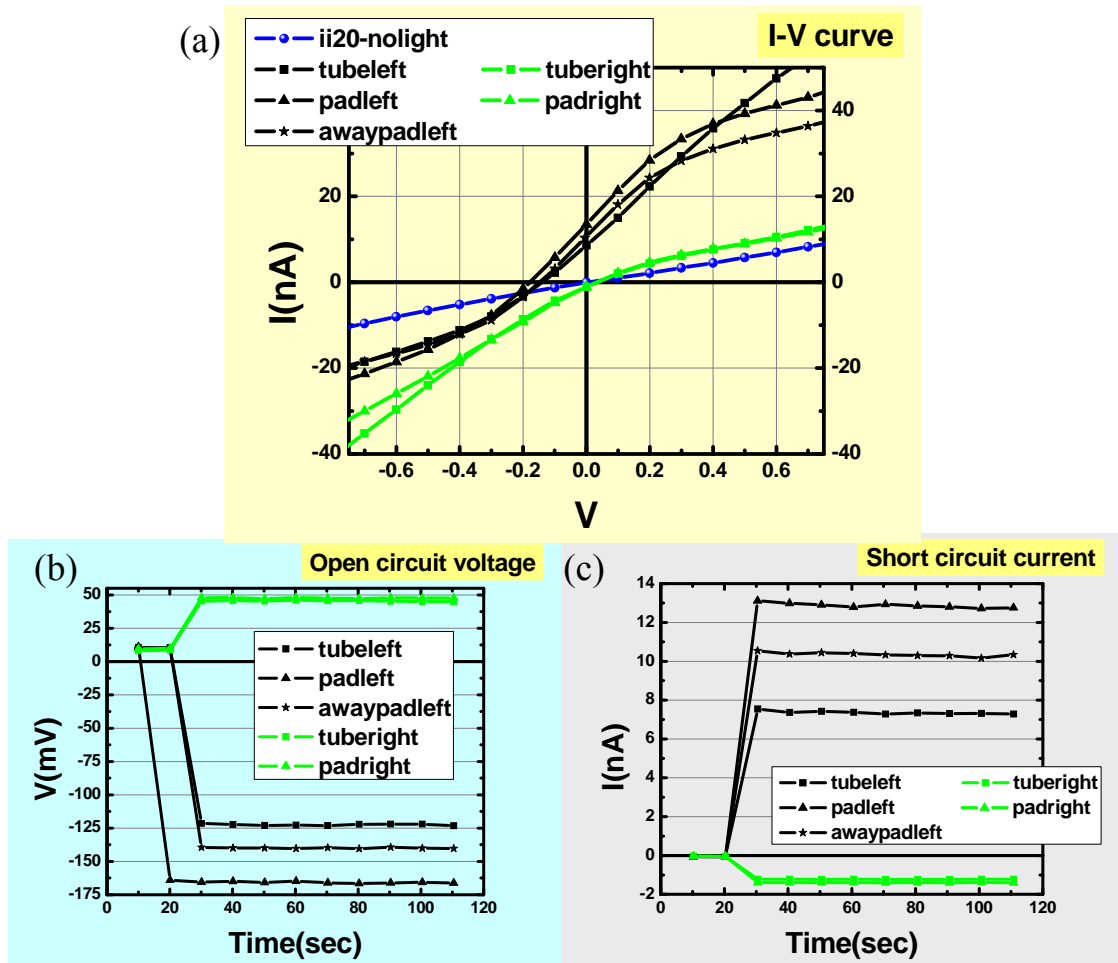 (a)
I-V curve
ii20-nolight
tubeleft
tuberight
padleft
padright
awaypadleft
40
20
0
-20
-40
40
20
0
-20
-40
-0.6
-0.4
-0.2
0.0
0.2
0.4
0.6
I(nA)
V
(b)
Open circuit voltage
50
25
0
-25
-50
-75
-100
-125
-150
-175
V(mV)
tubeleft
padleft
awaypadleft
tuberight
padright
0
20
40
60
80
100
120
Time(sec)
(c)
Short circuit current
14
12
10
8
6
4
2
0
-2
I(nA)
tubeleft
tuberight
padleft
padright
awaypadleft
0
20
40
60
80
100
120
Time(sec)